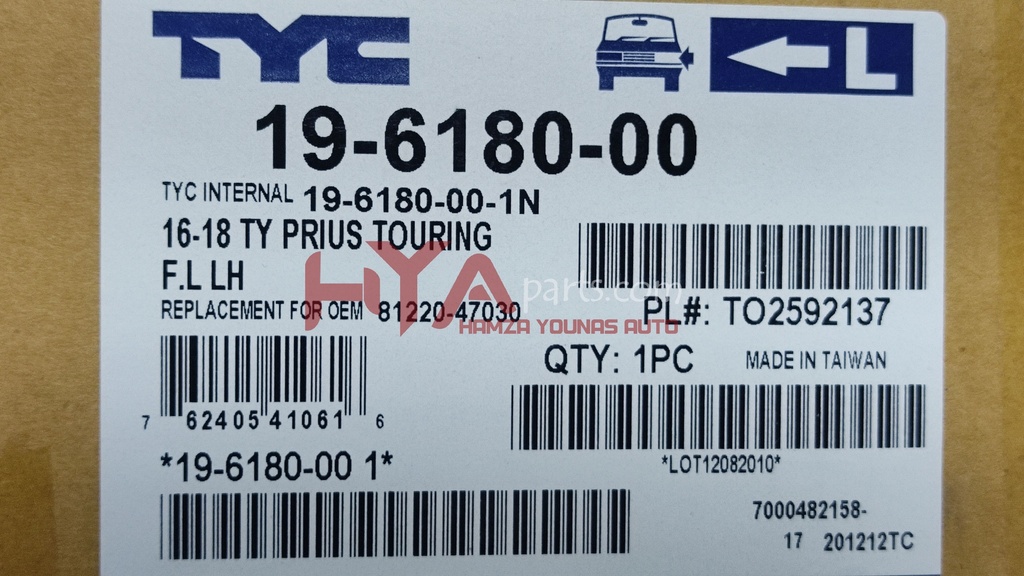 TYC
L
19-6180-00
TYC INTERNAL 19-6180-00-1N
16-18 TY PRIUS TOURING
F.L LH
REPLACEMENT FOR OEM 81220-47030
HYA parts.com
HAMZA YOUNAS AUTO
PL#: TO2592137
QTY: 1PC MADE IN TAIWAN
7 62405 41061 6
*19-6180-00 1*
*LOT12082010*
7000482158-
17 201212TC